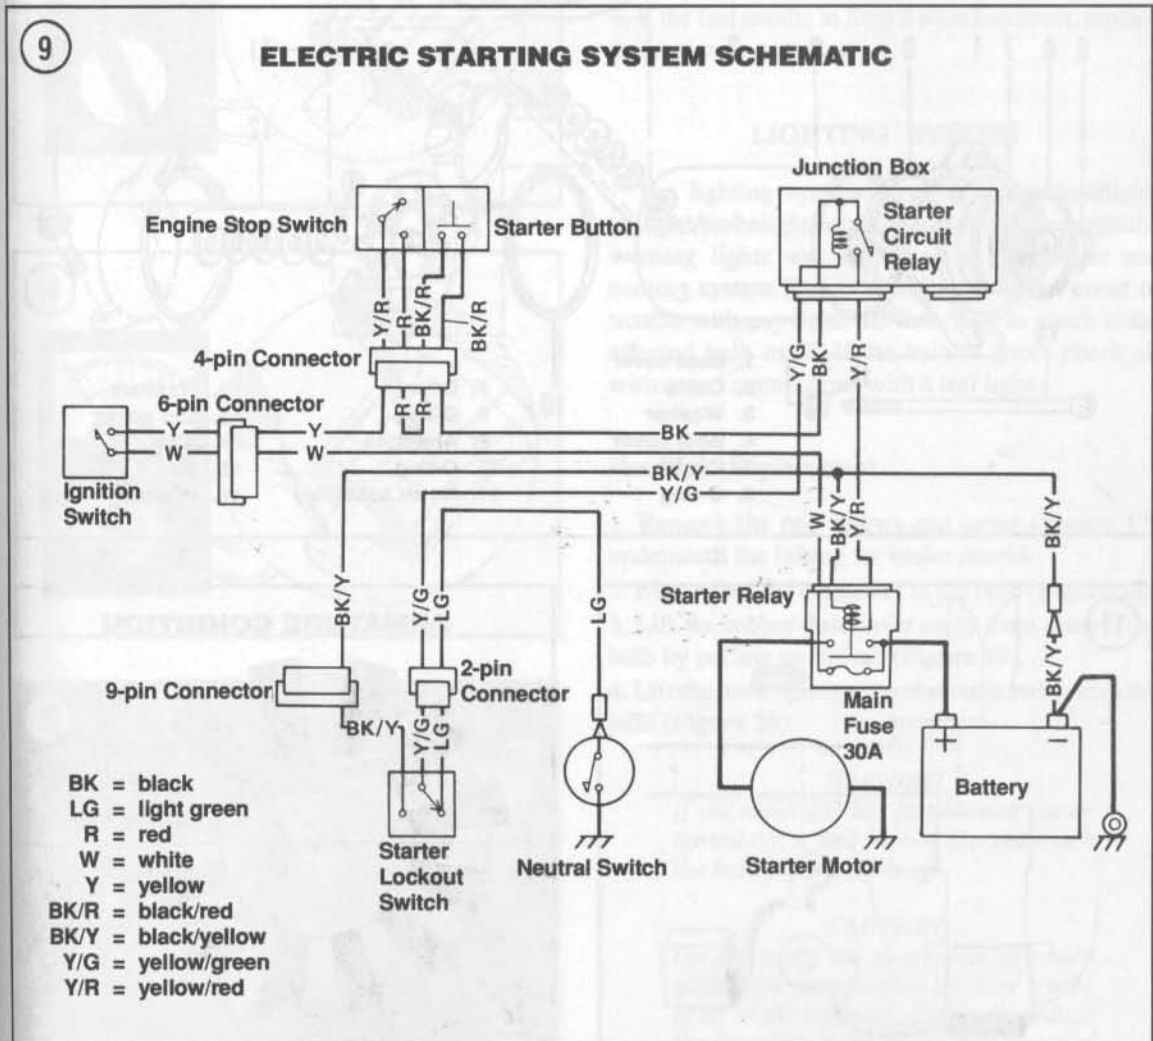 9
ELECTRIC STARTING SYSTEM SCHEMATIC
Junction Box
Engine Stop Switch
Starter Button
Starter
Circuit
Relay
Y/R
R
BK/R
BK/R
4-pin Connector
Y/G
BK
Y/R
6-pin Connector
R
R
Y
Y
BK
W
W
BK/Y
Y/G
Ignition
Switch
W
BK/Y
Y/R
BK/Y
BK/Y
Y/G
LG
LG
Starter Relay
9-pin Connector
2-pin
Connector
BK/Y
BK/Y
Y/G
LG
Main
Fuse
30A
+
−
Battery
Starter
Lockout
Switch
Neutral Switch
Starter Motor
BK = black
LG = light green
R = red
W = white
Y = yellow
BK/R = black/red
BK/Y = black/yellow
Y/G = yellow/green
Y/R = yellow/red